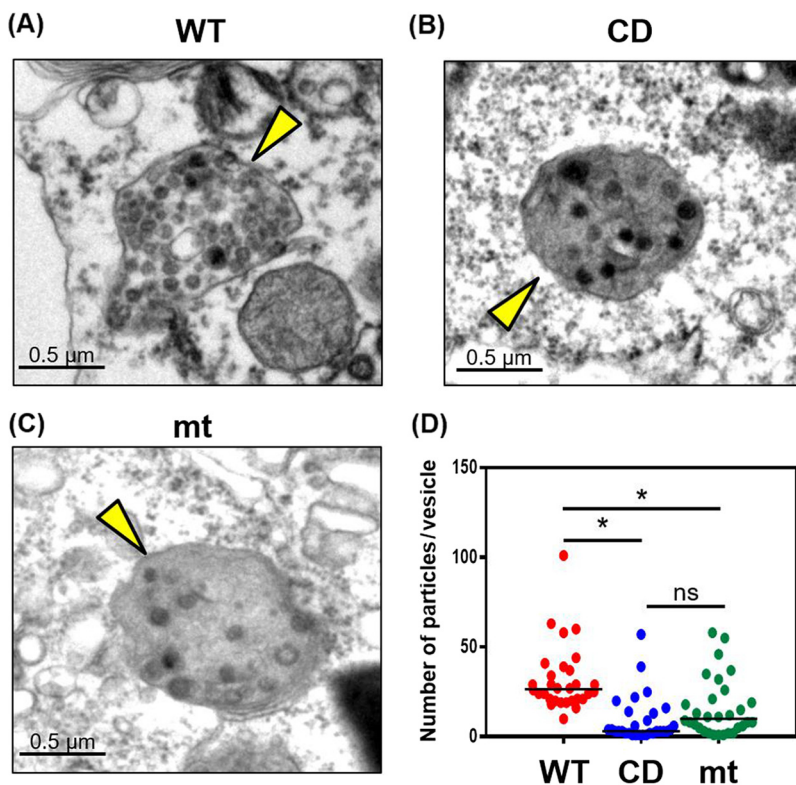 (A) WT
(B) CD
0.5 µm
0.5 µm
(C) mt
0.5 µm
(D)
Number of particles/vesicle
150
100
50
0
*
*
ns
WT CD mt